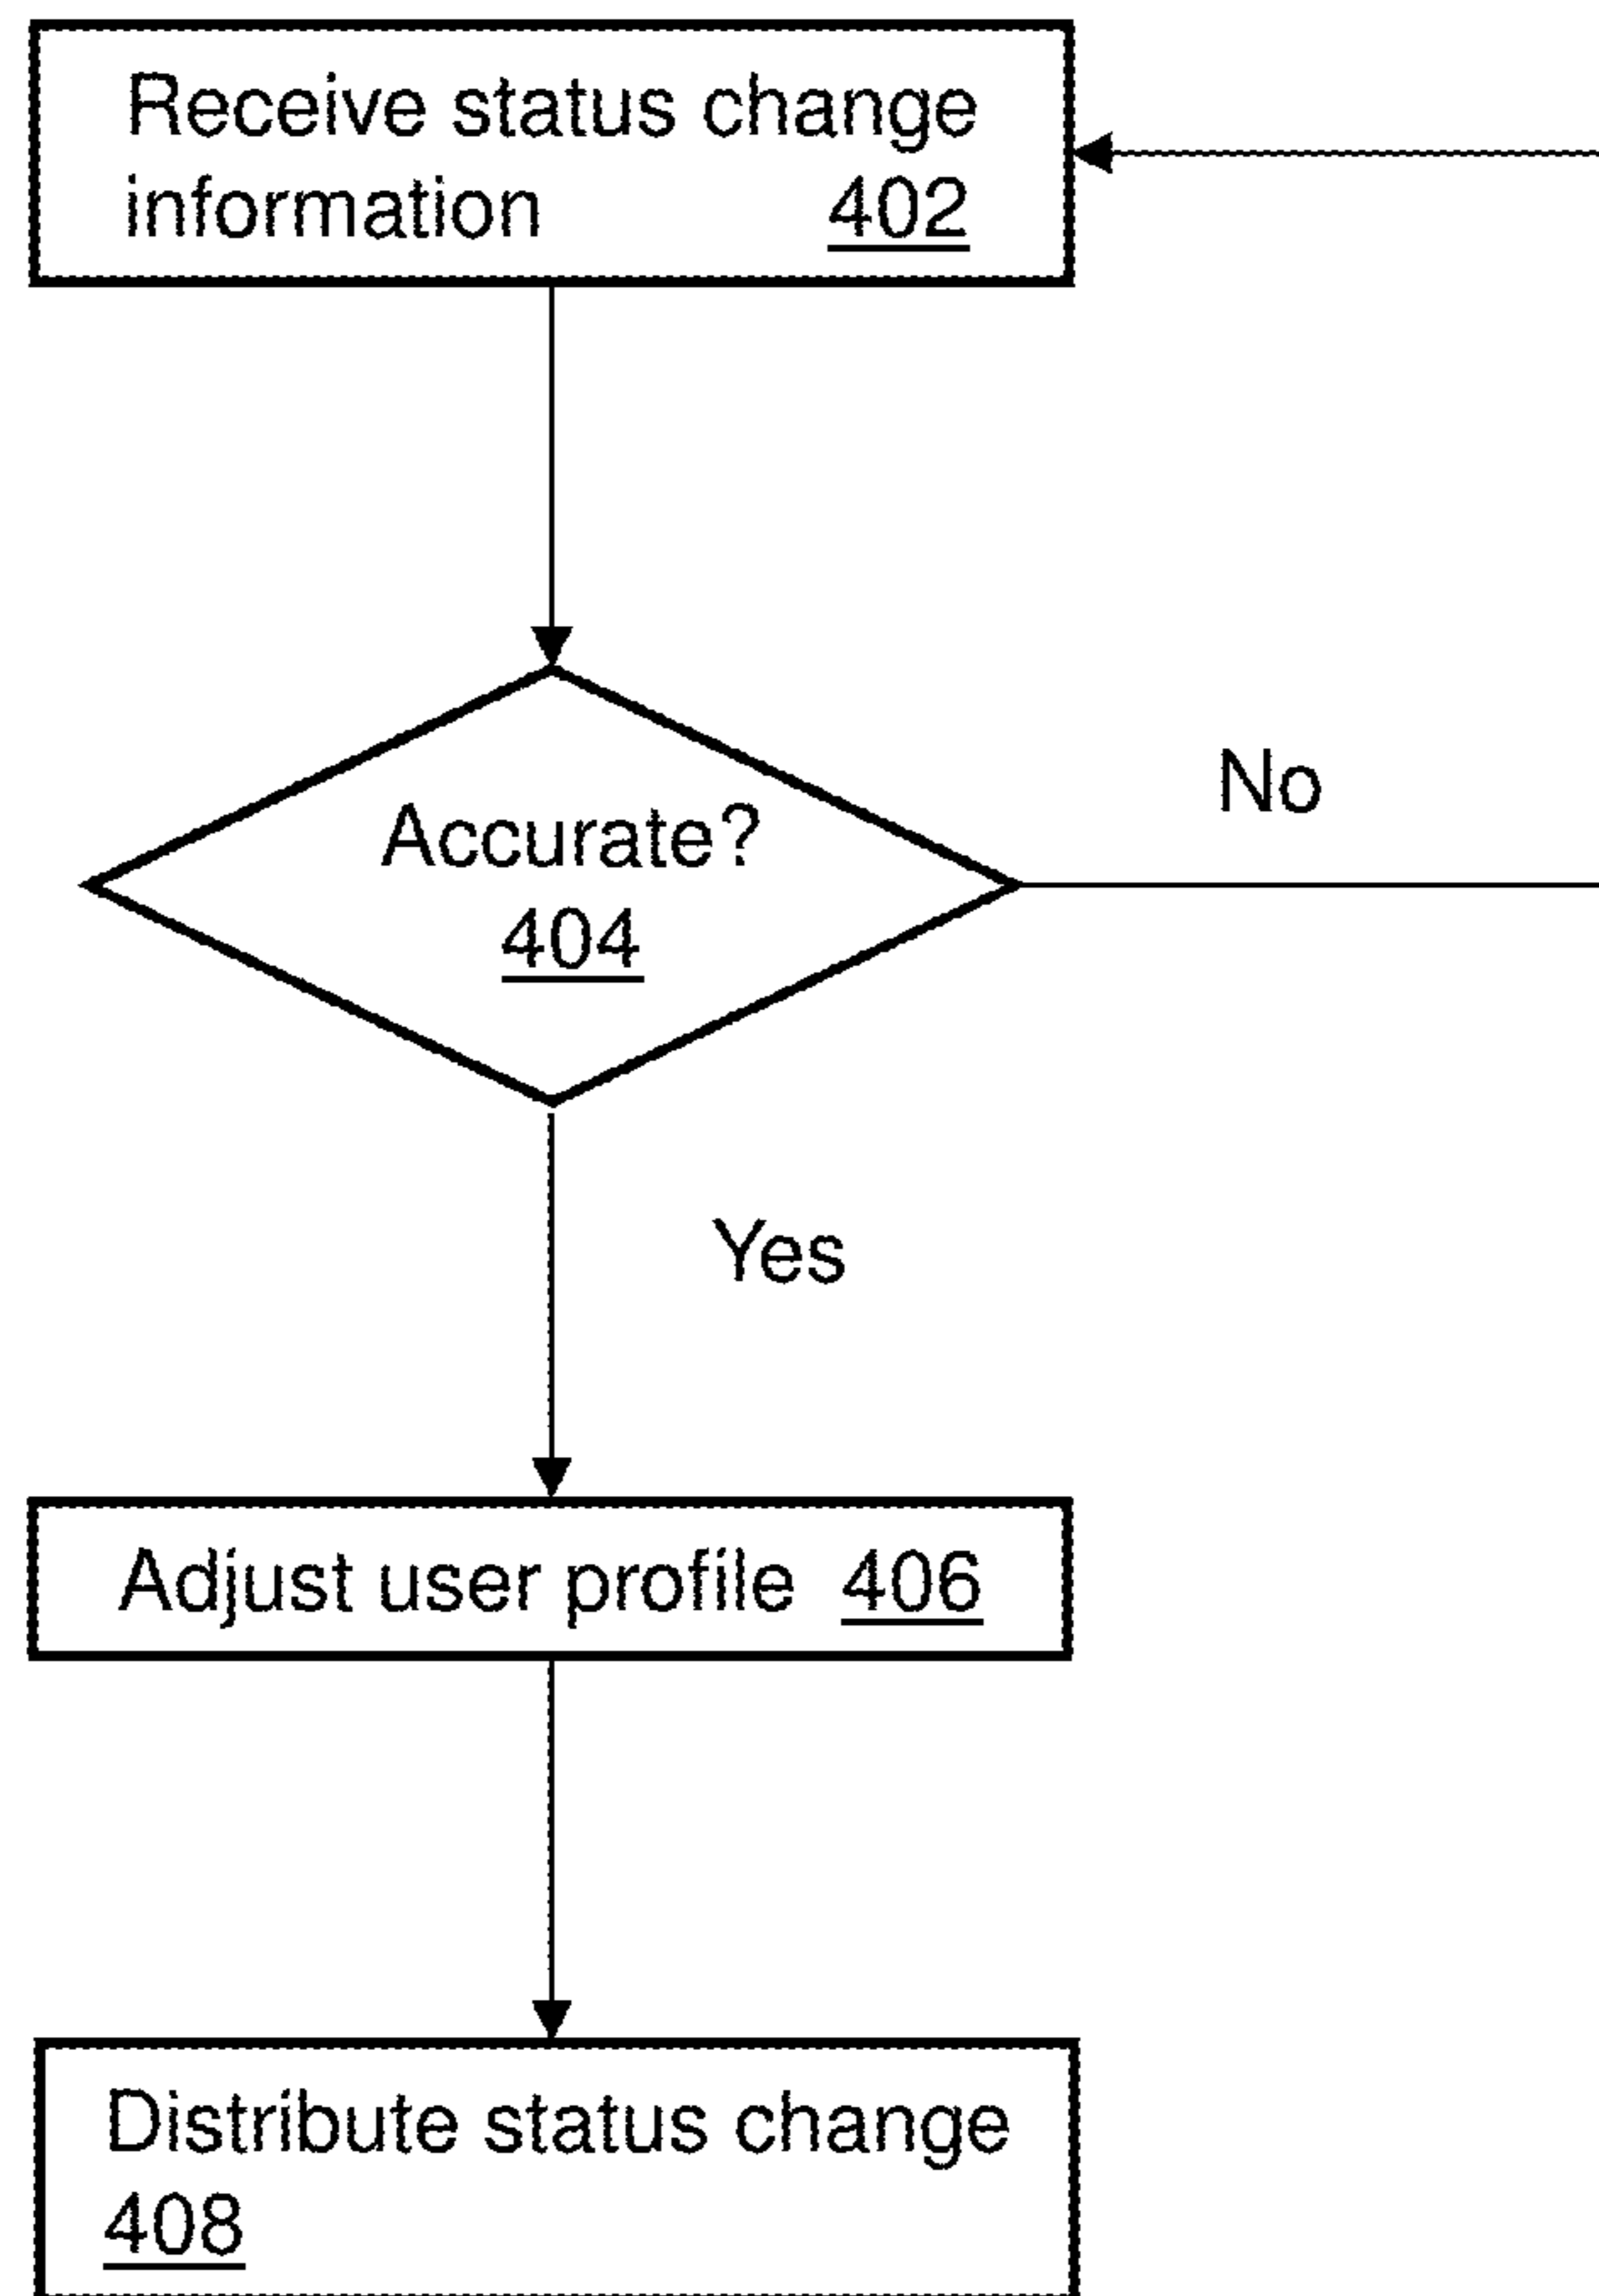 Receive status change
information 402
Accurate?
404
No
Yes
Adjust user profile 406
Distribute status change
408